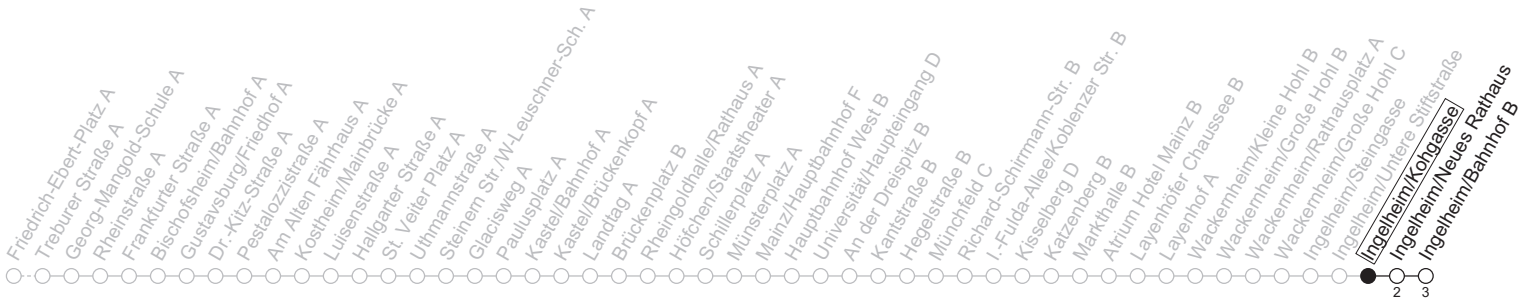 Friedrich-Ebert-Platz A
Treburer Straße A
Georg-Mangold-Schule A
Rheinstraße A
Frankfurter Straße A
Bischofsheim/Bahnhof A
Gustavsburg/Friedhof A
Dr.-Kitz-Straße A
Pestalozzistraße A
Am Alten Fährhaus A
Kostheim/Mainbrücke A
Luisenstraße A
Hallgarter Straße A
St. Veiter Platz A
Uthmannstraße A
Steinern Str./W-Leuschner-Sch. A
Glacisweg A
Paulusplatz A
Kastel/Bahnhof A
Kastel/Brückenkopf A
Landtag A
Brückenplatz B
Rheingoldhalle/Rathaus A
Höfchen/Staatstheater A
Schillerplatz A
Münsterplatz A
Mainz/Hauptbahnhof F
Hauptbahnhof West B
Universität/Haupteingang D
An der Dreispitz B
Kantstraße B
Hegelstraße B
Münchfeld C
Richard-Schirrmann-Str. B
I.-Fulda-Allee/Koblenzer Str. B
Kisselberg D
Katzenberg B
Markthalle B
Atrium Hotel Mainz B
Layenhöfer Chaussee B
Layenhof A
Wackernheim/Kleine Hohl B
Wackernheim/Große Hohl B
Wackernheim/Rathausplatz A
Wackernheim/Große Hohl C
Ingelheim/Steingasse
Ingelheim/Untere Stiftstraße
Ingelheim/Rohgasse
Ingelheim/Neues Rathaus
Ingelheim/Bahnhof B
2 3